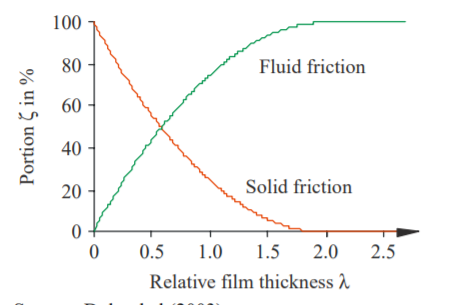 100
80
60
40
20
0
Portion ζ in %
Fluid friction
Solid friction
0 0.5 1.0 1.5 2.0 2.5
Relative film thickness λ